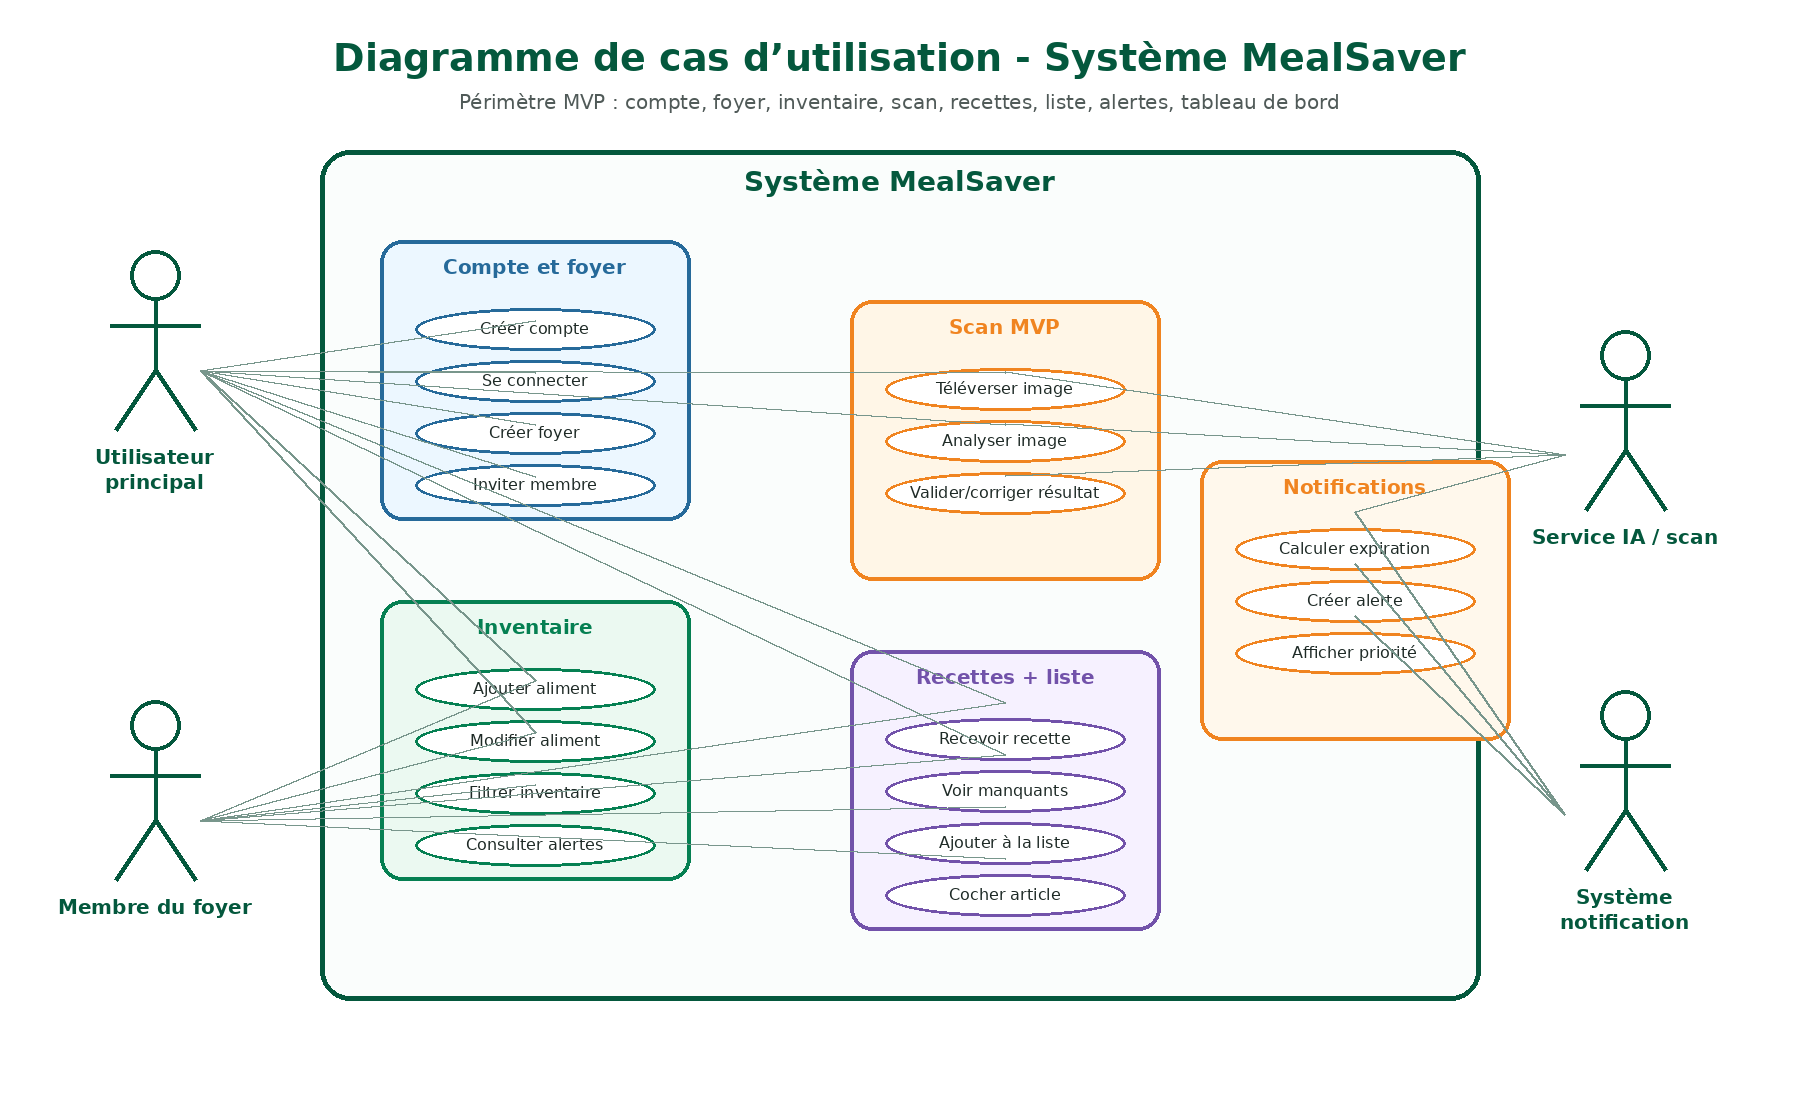 Diagramme de cas d’utilisation - Système MealSaver
Périmètre MVP : compte, foyer, inventaire, scan, recettes, liste, alertes, tableau de bord
Système MealSaver
Compte et foyer
Créer compte
Se connecter
Créer foyer
Inviter membre
Scan MVP
Téléverser image
Analyser image
Valider/corriger résultat
Notifications
Calculer expiration
Créer alerte
Afficher priorité
Inventaire
Ajouter aliment
Modifier aliment
Filtrer inventaire
Consulter alertes
Recettes + liste
Recevoir recette
Voir manquants
Ajouter à la liste
Cocher article
Utilisateur
principal
Membre du foyer
Service IA / scan
Système
notification